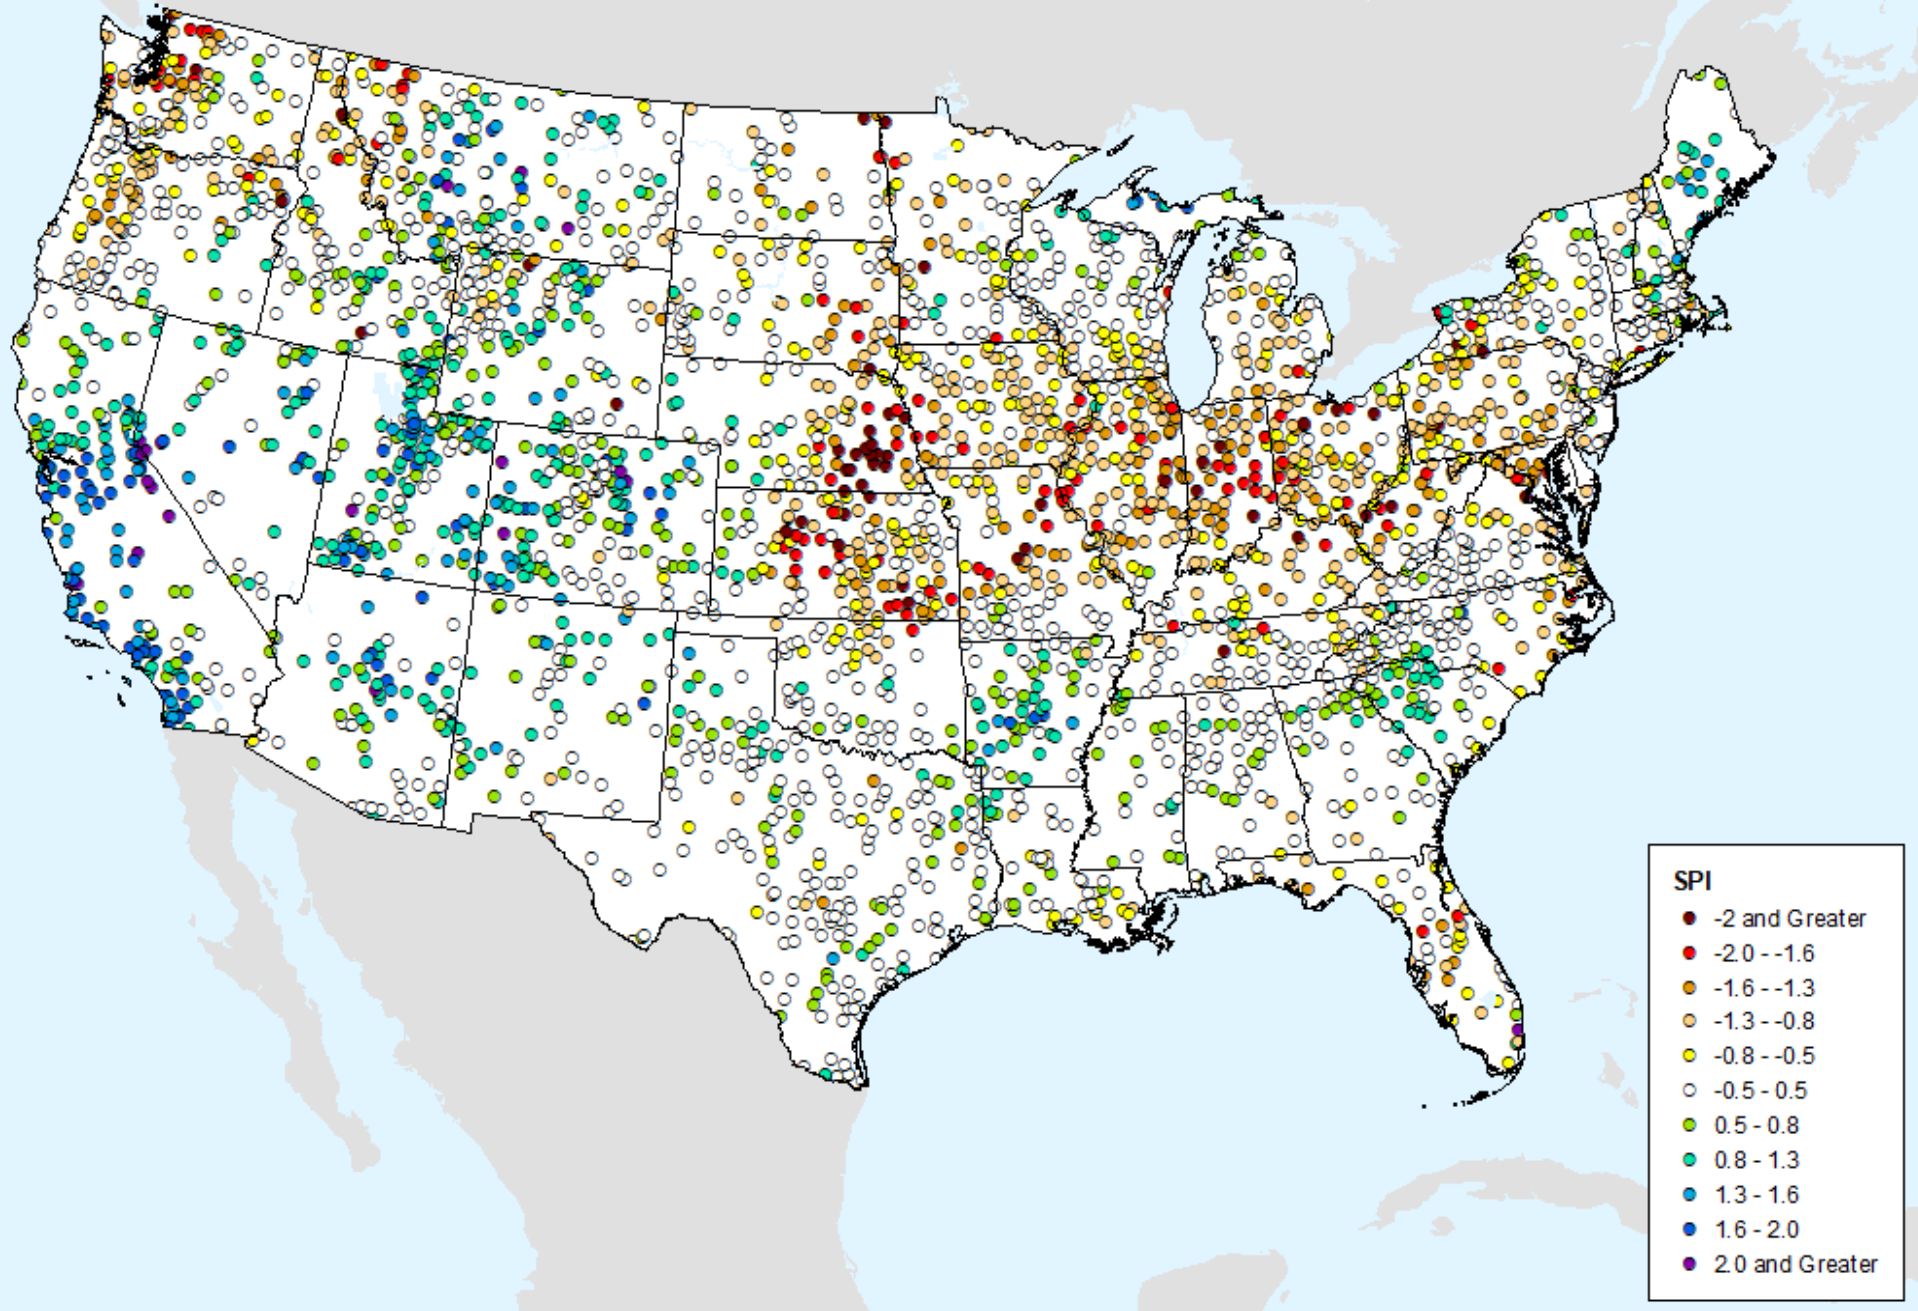 SPI
-2 and Greater
-2.0 - -1.6
-1.6 - -1.3
-1.3 - -0.8
-0.8 - -0.5
-0.5 - 0.5
0.5 - 0.8
0.8 - 1.3
1.3 - 1.6
1.6 - 2.0
2.0 and Greater